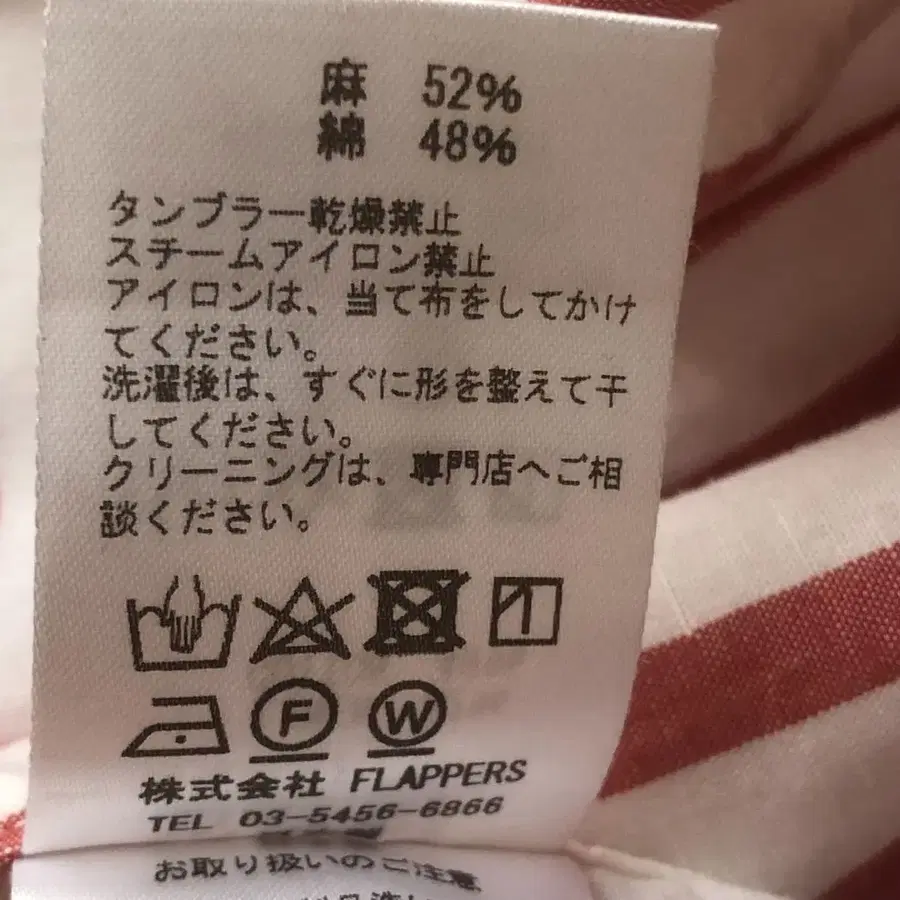 麻 52%
綿 48%
タンブラー乾燥禁止
スチームアイロン禁止
アイロンは、当て布をしてかけ
てください。
洗濯後は、すぐに形を整えて干
してください。
クリーニングは、専門店へご相
談ください。
F W
株式会社 FLAPPERS
TEL 03-5456-6866
お取り扱いのご注意